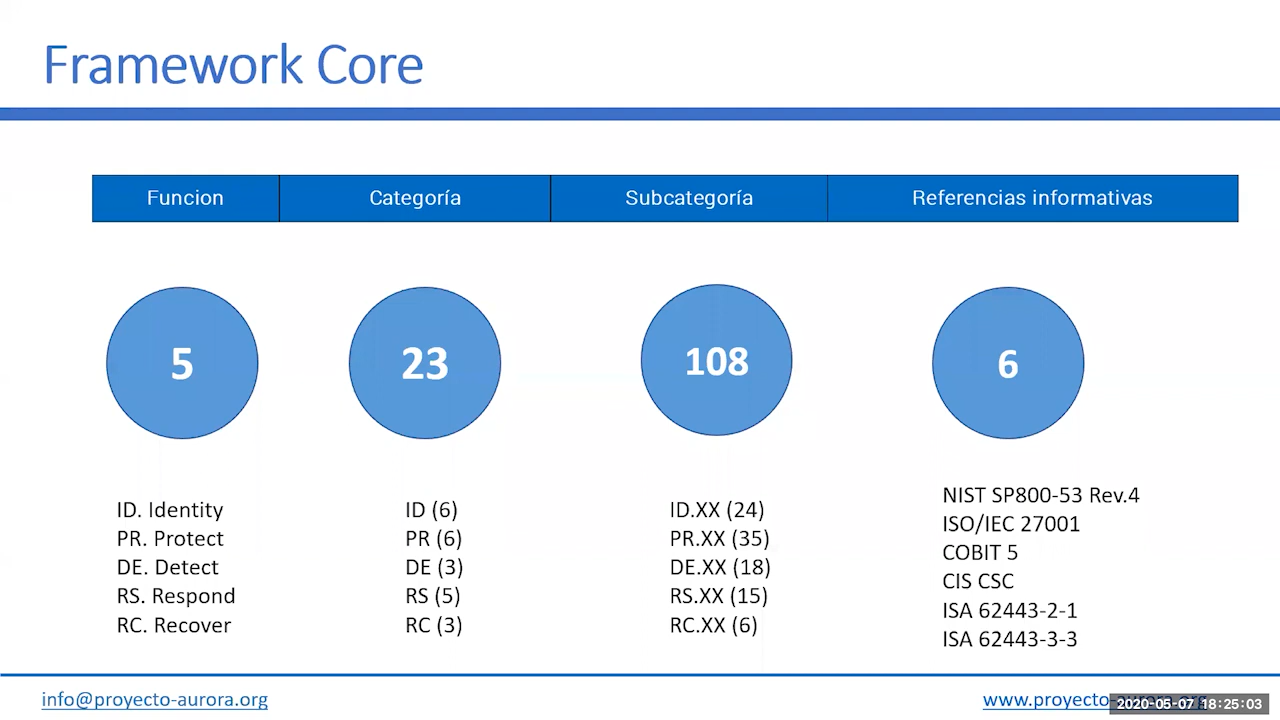 Framework Core
Funcion Categoría Subcategoría Referencias informativas
5 23 108 6
ID. Identity
PR. Protect
DE. Detect
RS. Respond
RC. Recover
ID (6)
PR (6)
DE (3)
RS (5)
RC (3)
ID.XX (24)
PR.XX (35)
DE.XX (18)
RS.XX (15)
RC.XX (6)
NIST SP800-53 Rev.4
ISO/IEC 27001
COBIT 5
CIS CSC
ISA 62443-2-1
ISA 62443-3-3
info@proyecto-aurora.org
www.proyecto-aurora.org
2020-05-07 18:25:03